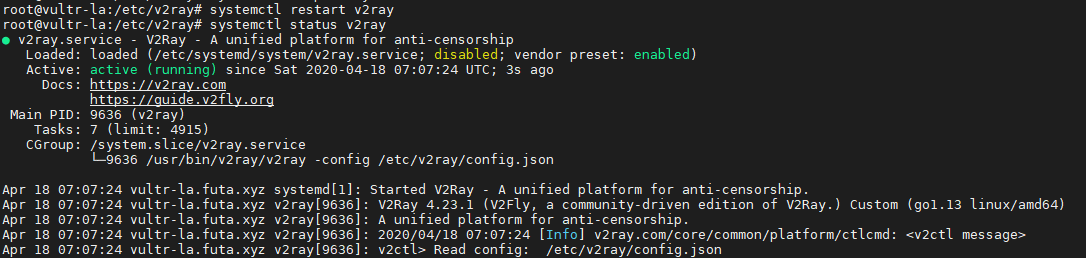 root@vultr-la:/etc/v2ray# systemctl restart v2ray
root@vultr-la:/etc/v2ray# systemctl status v2ray
● v2ray.service - V2Ray - A unified platform for anti-censorship
   Loaded: loaded (/etc/systemd/system/v2ray.service; disabled; vendor preset: enabled)
   Active: active (running) since Sat 2020-04-18 07:07:24 UTC; 3s ago
     Docs: https://v2ray.com
           https://guide.v2fly.org
 Main PID: 9636 (v2ray)
    Tasks: 7 (limit: 4915)
   CGroup: /system.slice/v2ray.service
           └─9636 /usr/bin/v2ray/v2ray -config /etc/v2ray/config.json

Apr 18 07:07:24 vultr-la.futa.xyz systemd[1]: Started V2Ray - A unified platform for anti-censorship.
Apr 18 07:07:24 vultr-la.futa.xyz v2ray[9636]: V2Ray 4.23.1 (V2Fly, a community-driven edition of V2Ray.) Custom (go1.13 linux/amd64)
Apr 18 07:07:24 vultr-la.futa.xyz v2ray[9636]: A unified platform for anti-censorship.
Apr 18 07:07:24 vultr-la.futa.xyz v2ray[9636]: 2020/04/18 07:07:24 [Info] v2ray.com/core/common/platform/ctlcmd: <v2ctl message>
Apr 18 07:07:24 vultr-la.futa.xyz v2ray[9636]: v2ctl> Read config:  /etc/v2ray/config.json